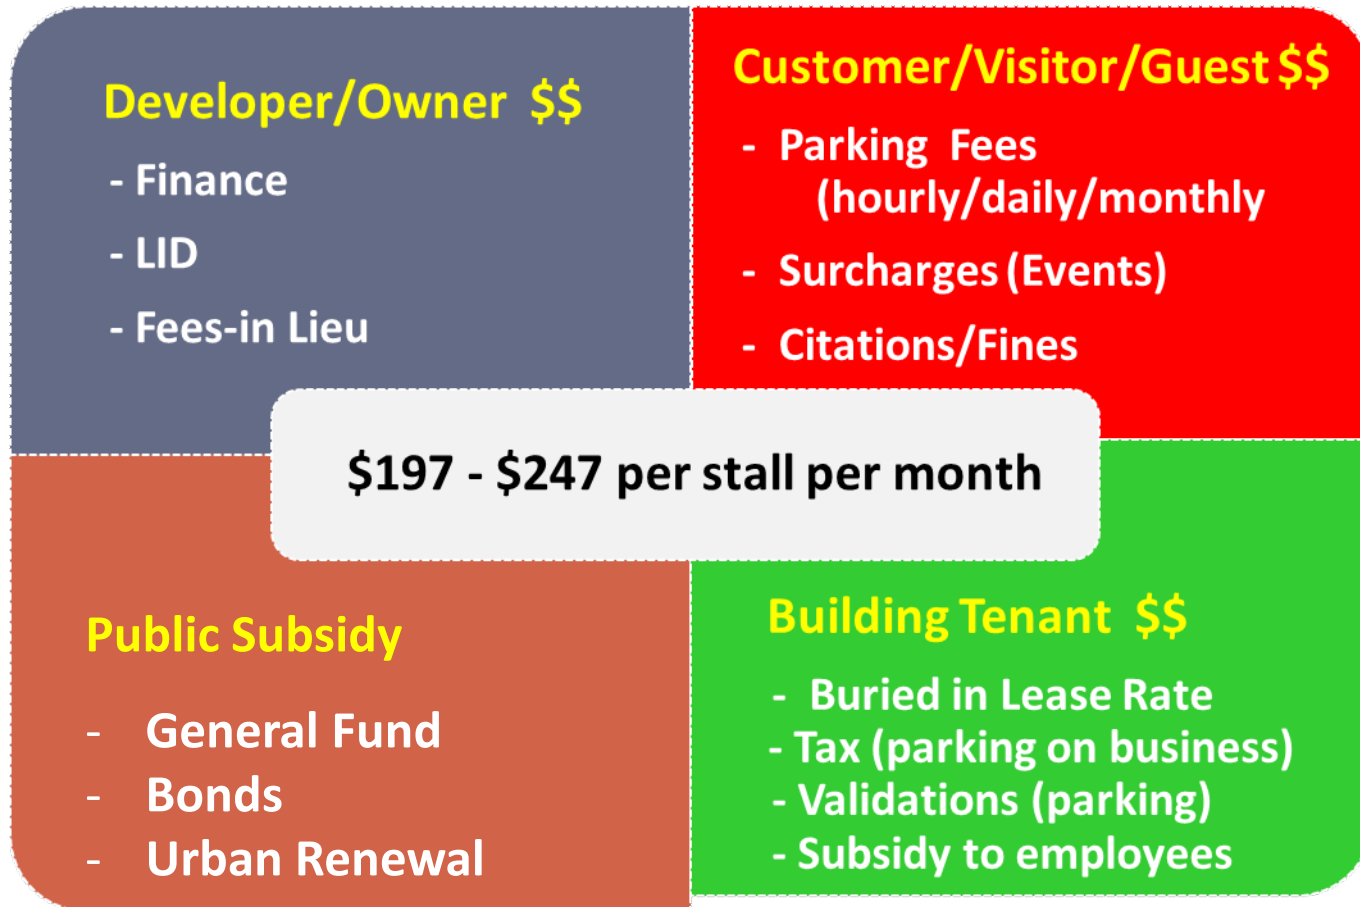 Developer/Owner $$
- Finance
- LID
- Fees-in Lieu
Customer/Visitor/Guest $$
- Parking Fees
(hourly/daily/monthly
- Surcharges (Events)
- Citations/Fines
$197 - $247 per stall per month
Public Subsidy
- General Fund
- Bonds
- Urban Renewal
Building Tenant $$
- Buried in Lease Rate
- Tax (parking on business)
- Validations (parking)
- Subsidy to employees